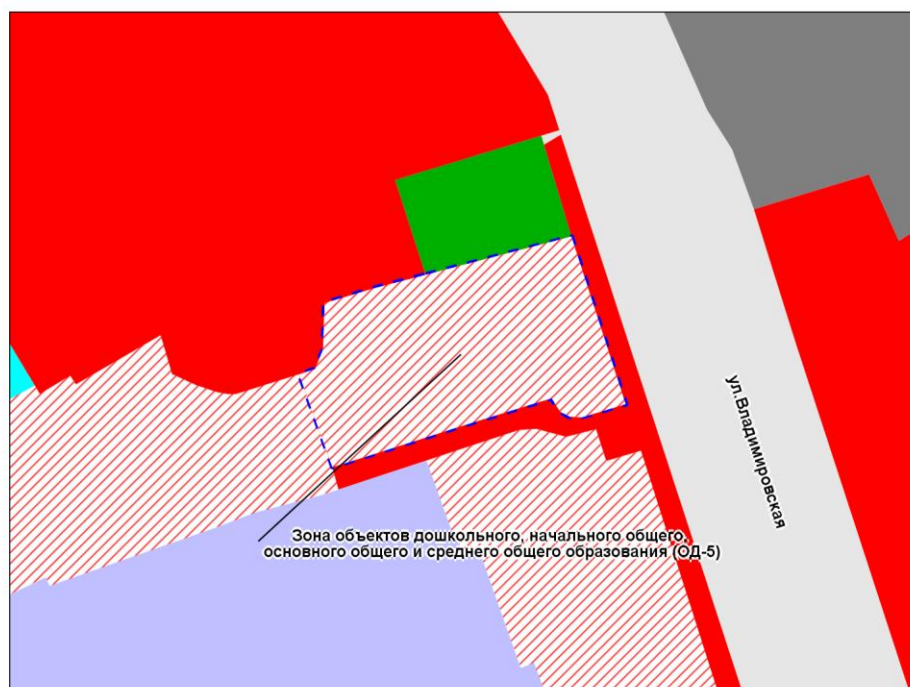 ул.Владимировская
Зона объектов дошкольного, начального общего,
основного общего и среднего общего образования (ОД-5)